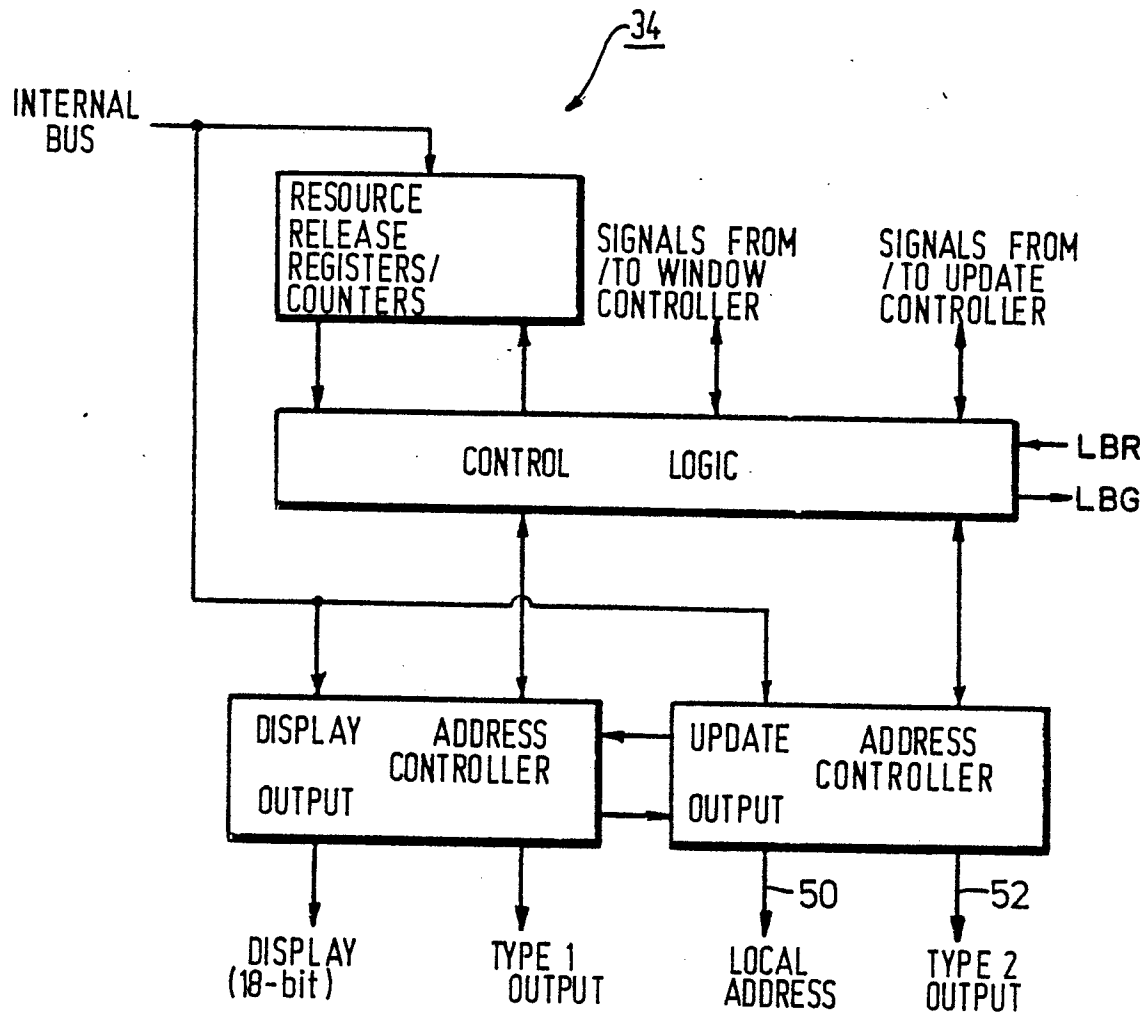 34
INTERNAL
BUS
RESOURCE
RELEASE
REGISTERS/
COUNTERS
SIGNALS FROM
/TO WINDOW
CONTROLLER
SIGNALS FROM
/TO UPDATE
CONTROLLER
CONTROL LOGIC
LBR
LBG
DISPLAY ADDRESS
CONTROLLER
OUTPUT
UPDATE ADDRESS
CONTROLLER
OUTPUT
50
52
DISPLAY
(18-bit)
TYPE 1
OUTPUT
LOCAL
ADDRESS
TYPE 2
OUTPUT